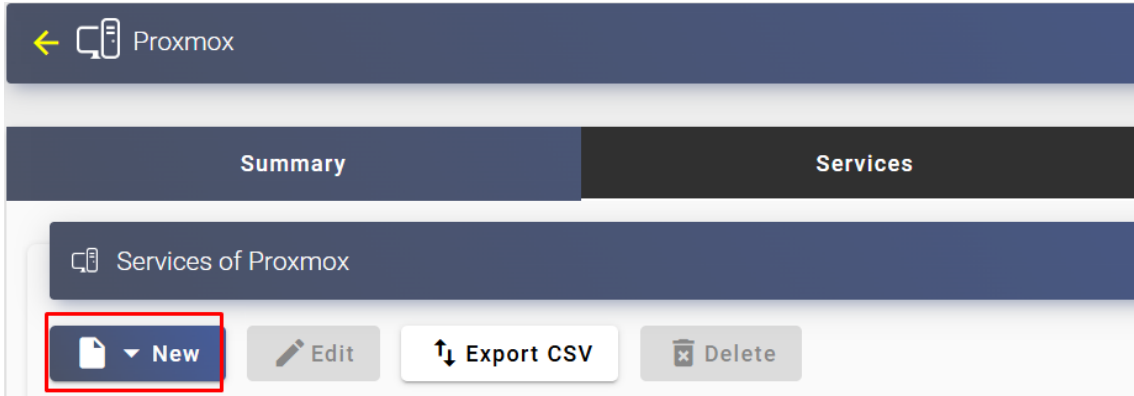 Proxmox
Summary
Services
Services of Proxmox
New
Edit
Export CSV
Delete